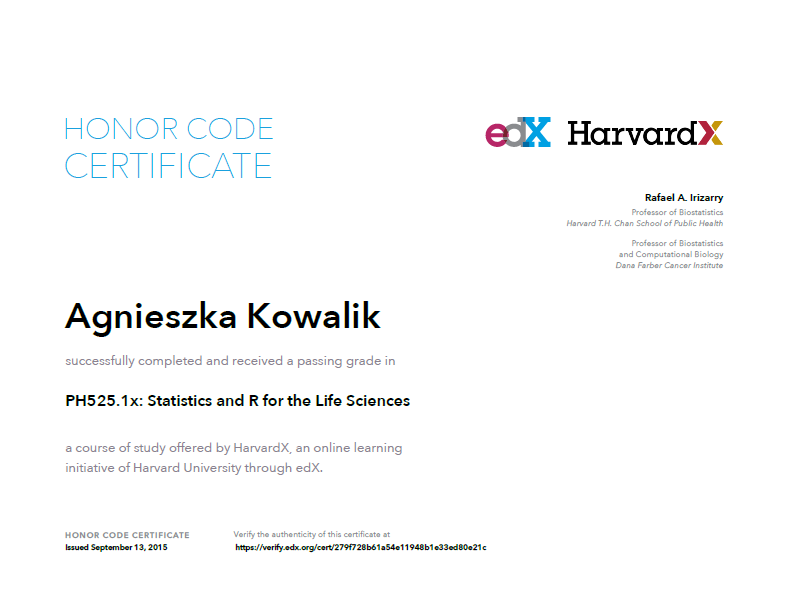 HONOR CODE
CERTIFICATE
edX HarvardX
Rafael A. Irizarry
Professor of Biostatistics
Harvard T.H. Chan School of Public Health
Professor of Biostatistics
and Computational Biology
Dana Farber Cancer Institute
Agnieszka Kowalik
successfully completed and received a passing grade in
PH525.1x: Statistics and R for the Life Sciences
a course of study offered by HarvardX, an online learning
initiative of Harvard University through edX.
HONOR CODE CERTIFICATE
Issued September 13, 2015
Verify the authenticity of this certificate at
https://verify.edx.org/cert/279f728b61a54e11948b1e33ed80e21c